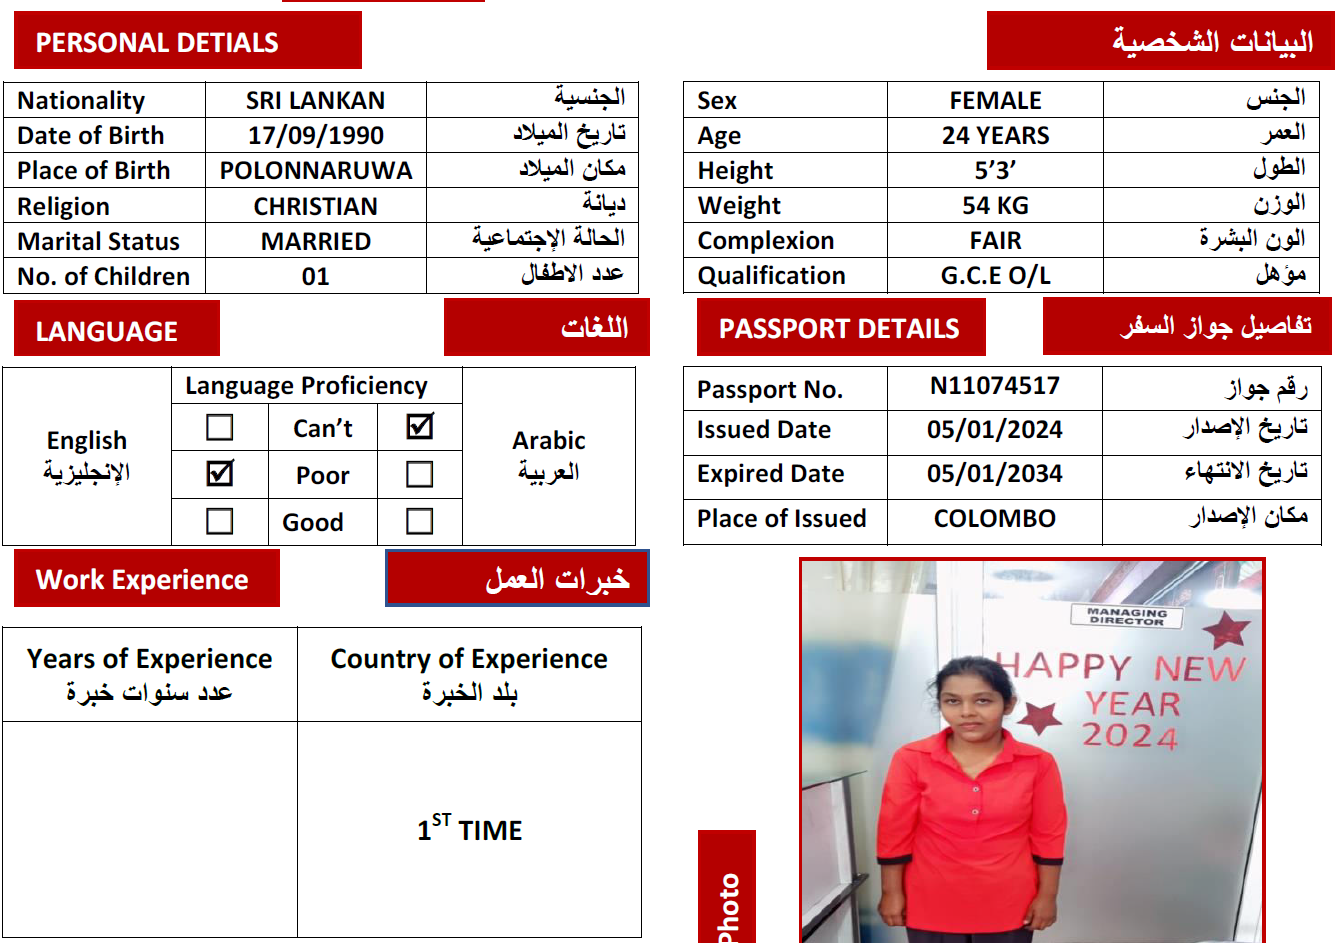 PERSONAL DETIALS
البيانات الشخصية
Nationality SRI LANKAN الجنسية
Date of Birth 17/09/1990 تاريخ الميلاد
Place of Birth POLONNARUWA مكان الميلاد
Religion CHRISTIAN ديانة
Marital Status MARRIED الحالة الإجتماعية
No. of Children 01 عدد الاطفال
Sex FEMALE الجنس
Age 24 YEARS العمر
Height 5’3’ الطول
Weight 54 KG الوزن
Complexion FAIR الون البشرة
Qualification G.C.E O/L مؤهل
LANGUAGE اللغات
Language Proficiency
English
الإنجليزية
☐ Can’t ☑
☑ Poor ☐
☐ Good ☐
Arabic
العربية
PASSPORT DETAILS تفاصيل جواز السفر
Passport No. N11074517 رقم جواز
Issued Date 05/01/2024 تاريخ الإصدار
Expired Date 05/01/2034 تاريخ الانتهاء
Place of Issued COLOMBO مكان الإصدار
Work Experience خبرات العمل
Years of Experience
عدد سنوات خبرة
Country of Experience
بلد الخبرة
1ST TIME
Photo
MANAGING
DIRECTOR
HAPPY NEW
YEAR
2024